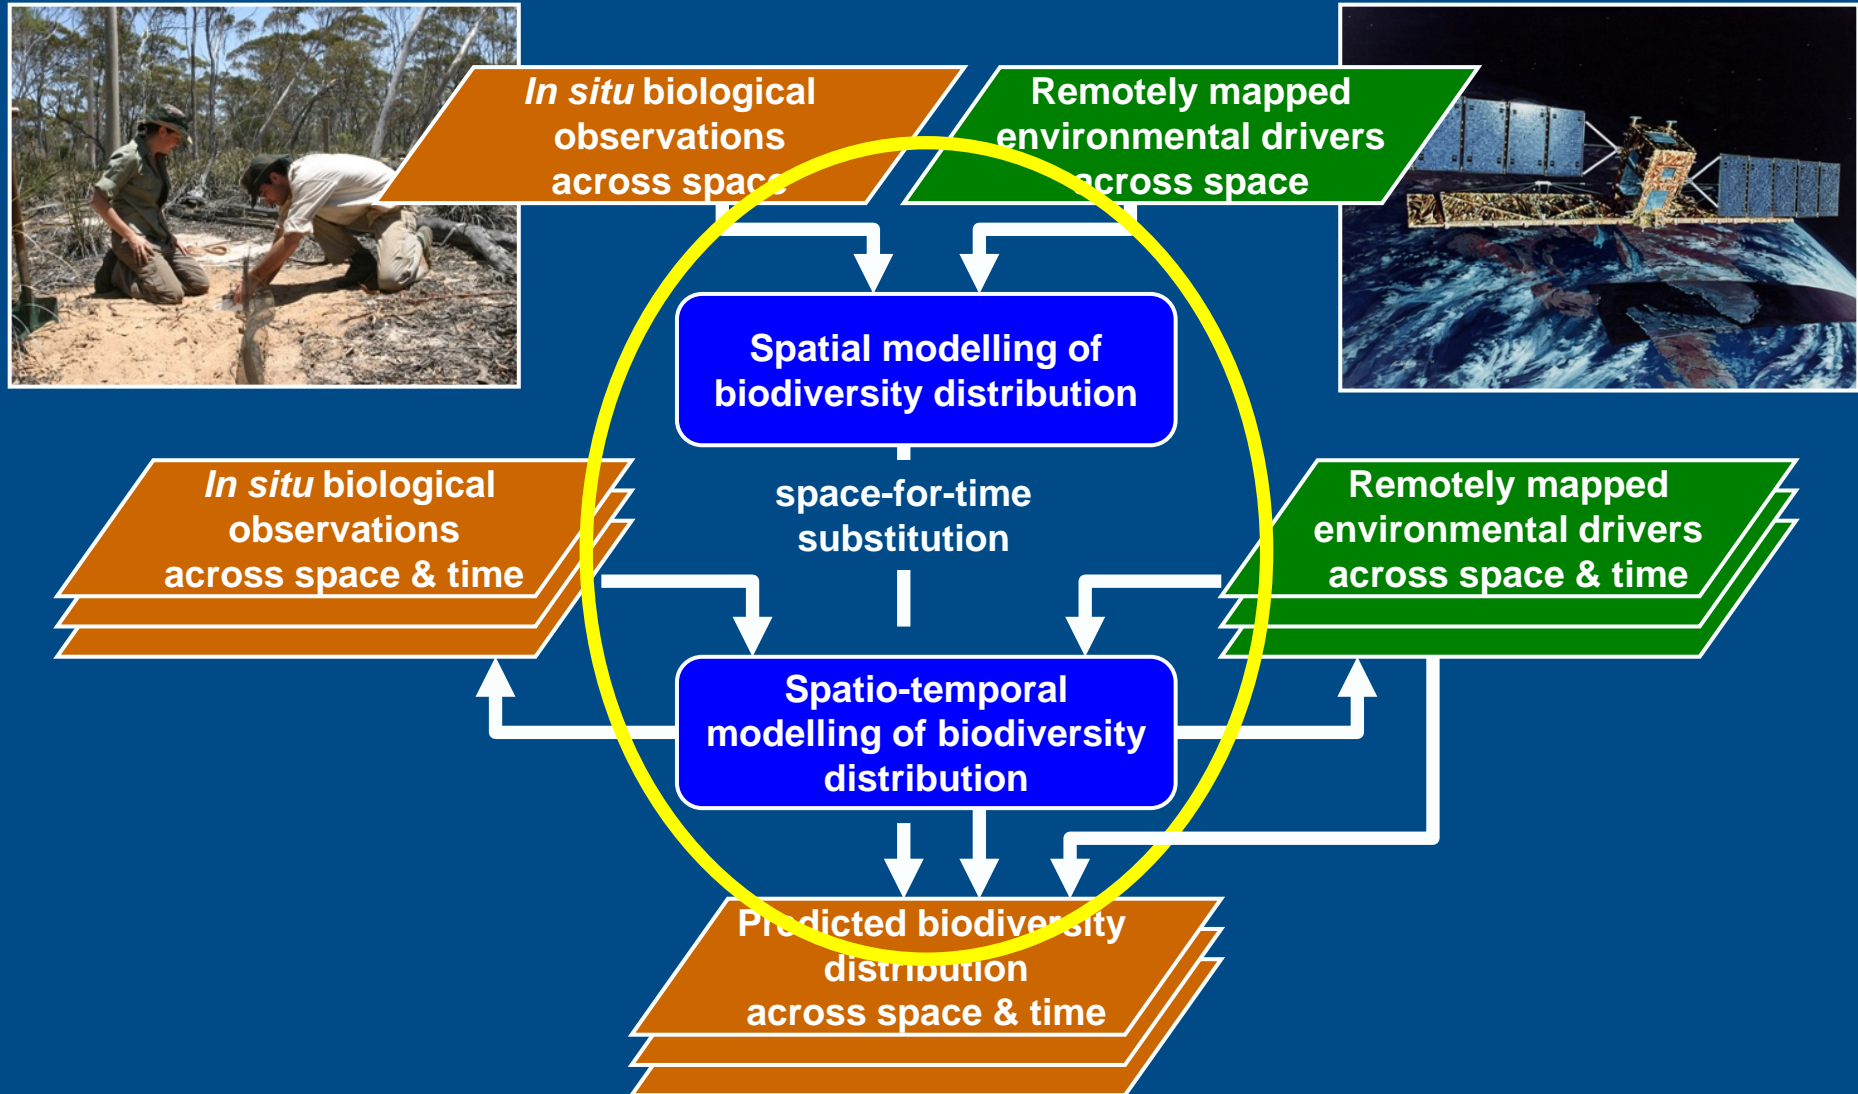 In situ biological
observations
across space
Remotely mapped
environmental drivers
across space
Spatial modelling of
biodiversity distribution
space-for-time
substitution
In situ biological
observations
across space & time
Remotely mapped
environmental drivers
across space & time
Spatio-temporal
modelling of biodiversity
distribution
Predicted biodiversity
distribution
across space & time